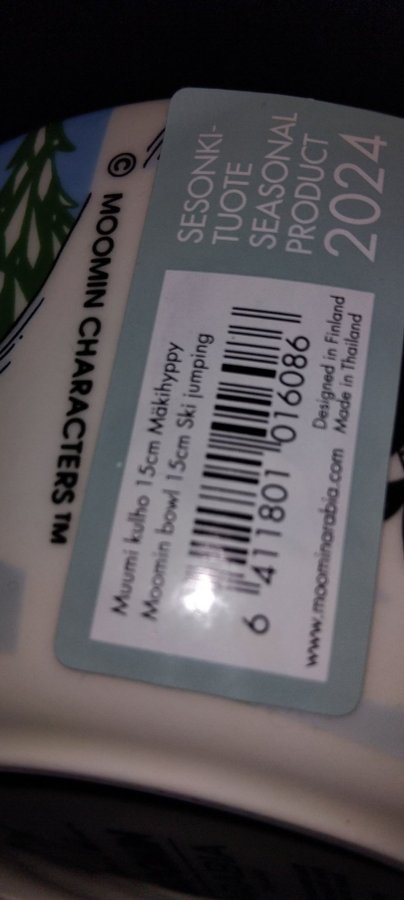 © MOOMIN CHARACTERS ™
SESONKI-
TUOTE
SEASONAL
PRODUCT
2024
Muumi kulho 15cm Mäkihyppy
Moomin bowl 15cm Ski jumping
6 411801 016086
Designed in Finland
www.moominarabia.com Made in Thailand